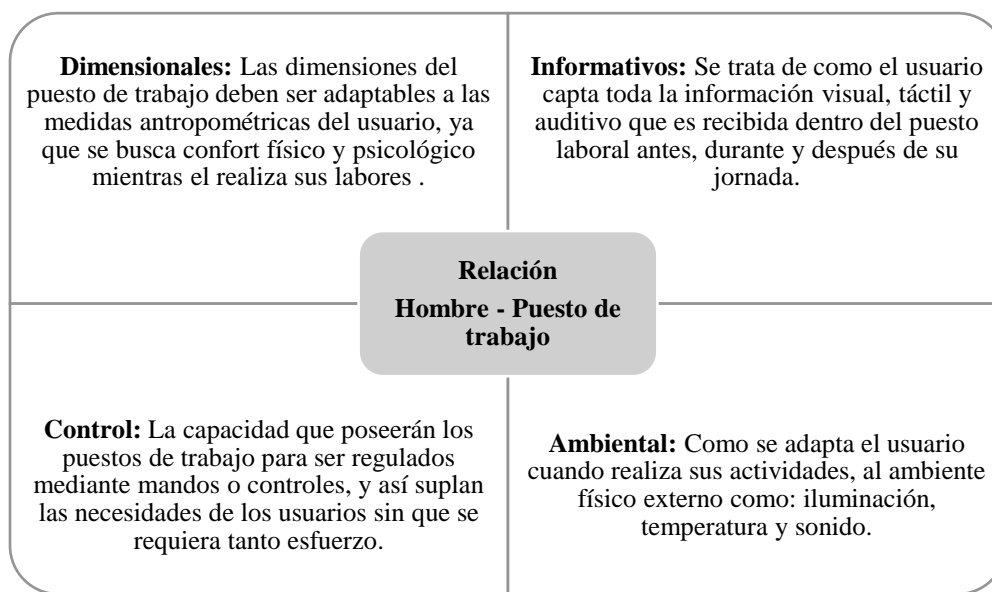 Dimensionales: Las dimensiones del
puesto de trabajo deben ser adaptables a las
medidas antropométricas del usuario, ya
que se busca confort físico y psicológico
mientras el realiza sus labores .
Informativos: Se trata de como el usuario
capta toda la información visual, táctil y
auditivo que es recibida dentro del puesto
laboral antes, durante y después de su
jornada.
Relación
Hombre - Puesto de
trabajo
Control: La capacidad que poseerán los
puestos de trabajo para ser regulados
mediante mandos o controles, y así suplan
las necesidades de los usuarios sin que se
requiera tanto esfuerzo.
Ambiental: Como se adapta el usuario
cuando realiza sus actividades, al ambiente
físico externo como: iluminación,
temperatura y sonido.